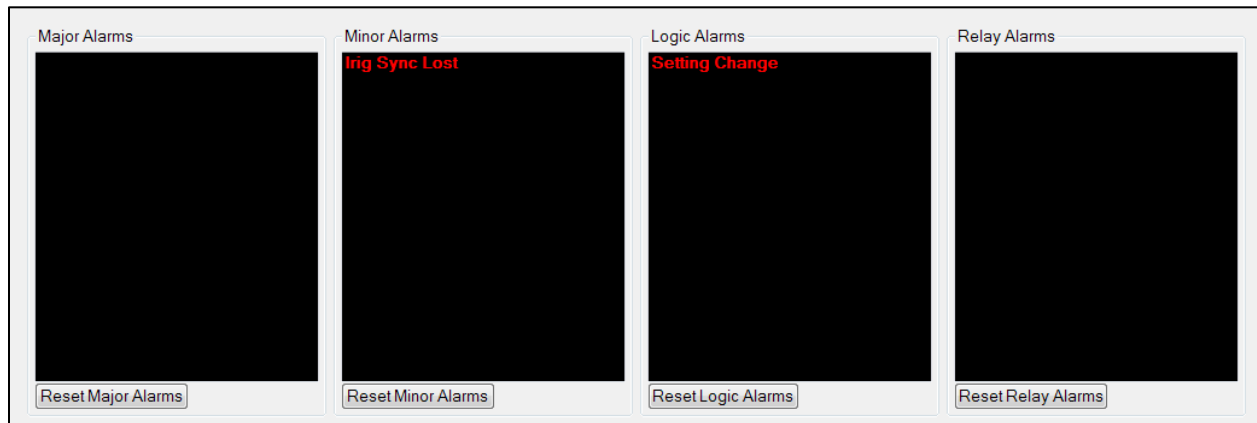 Major Alarms
Minor Alarms
Logic Alarms
Relay Alarms
Irig Sync Lost
Setting Change
Reset Major Alarms
Reset Minor Alarms
Reset Logic Alarms
Reset Relay Alarms